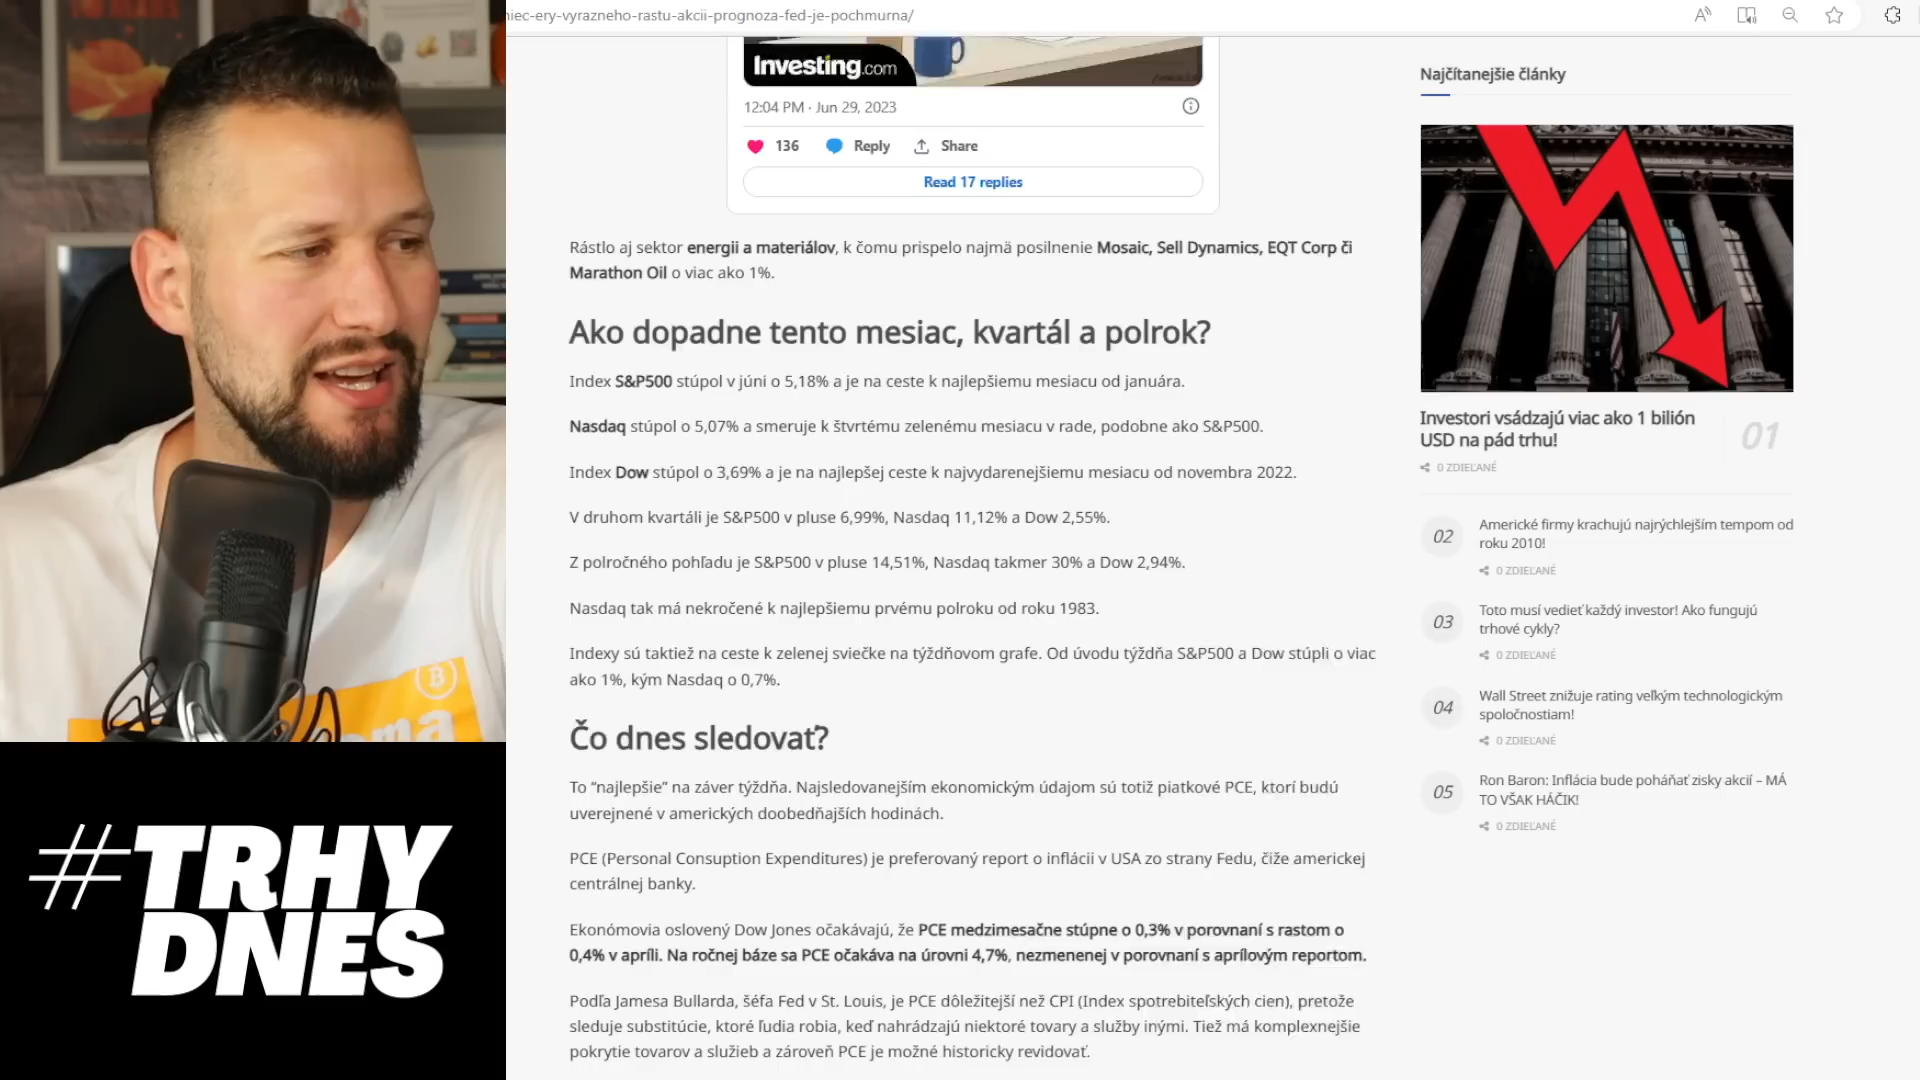 niec-ery-vyrazneho-rastu-akcii-prognoza-fed-je-pochmurna/
Investing.com
12:04 PM · Jun 29, 2023
136 Reply Share
Read 17 replies
Rástlo aj sektor energii a materiálov, k čomu prispelo najmä posilnenie Mosaic, Sell Dynamics, EQT Corp či
Marathon Oil o viac ako 1%.
Ako dopadne tento mesiac, kvartál a polrok?
Index S&P500 stúpol v júni o 5,18% a je na ceste k najlepšiemu mesiacu od januára.
Nasdaq stúpol o 5,07% a smeruje k štvrtému zelenému mesiacu v rade, podobne ako S&P500.
Index Dow stúpol o 3,69% a je na najlepšej ceste k najvydarenejšiemu mesiacu od novembra 2022.
V druhom kvartáli je S&P500 v pluse 6,99%, Nasdaq 11,12% a Dow 2,55%.
Z polročného pohľadu je S&P500 v pluse 14,51%, Nasdaq takmer 30% a Dow 2,94%.
Nasdaq tak má nekročené k najlepšiemu prvému polroku od roku 1983.
Indexy sú taktiež na ceste k zelenej sviečke na týždňovom grafe. Od úvodu týždňa S&P500 a Dow stúpli o viac
ako 1%, kým Nasdaq o 0,7%.
Čo dnes sledovať?
To “najlepšie” na záver týždňa. Najsledovanejším ekonomickým údajom sú totiž piatkové PCE, ktorí budú
uverejnené v amerických doobedňajších hodinách.
PCE (Personal Consuption Expenditures) je preferovaný report o inflácii v USA zo strany Fedu, čiže americkej
centrálnej banky.
Ekonómovia oslovený Dow Jones očakávajú, že PCE medzimesačne stúpne o 0,3% v porovnaní s rastom o
0,4% v apríli. Na ročnej báze sa PCE očakáva na úrovni 4,7%, nezmenenej v porovnaní s aprílovým reportom.
Podľa Jamesa Bullarda, šéfa Fed v St. Louis, je PCE dôležitejší než CPI (Index spotrebiteľských cien), pretože
sleduje substitúcie, ktoré ľudia robia, keď nahrádzajú niektoré tovary a služby inými. Tiež má komplexnejšie
pokrytie tovarov a služieb a zároveň PCE je možné historicky revidovať.
Najčítanejšie články
Investori vsádzajú viac ako 1 bilión
USD na pád trhu!
01
0 ZDIEĽANÉ
02
Americké firmy krachujú najrýchlejším tempom od
roku 2010!
0 ZDIEĽANÉ
03
Toto musí vedieť každý investor! Ako fungujú
trhové cykly?
0 ZDIEĽANÉ
04
Wall Street znižuje rating veľkým technologickým
spoločnostiam!
0 ZDIEĽANÉ
05
Ron Baron: Inflácia bude poháňať zisky akcií – MÁ
TO VŠAK HÁČIK!
0 ZDIEĽANÉ
#TRHY
DNES